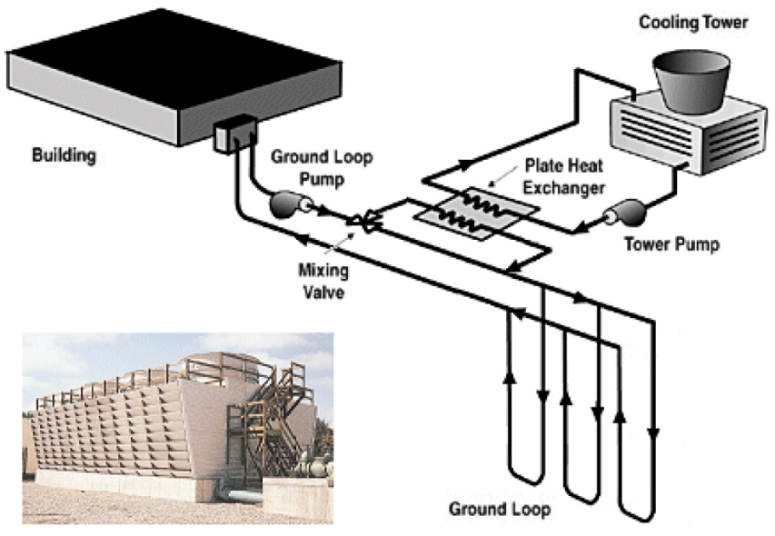 Cooling Tower
Building
Ground Loop
Pump
Plate Heat
Exchanger
Tower Pump
Mixing
Valve
Ground Loop